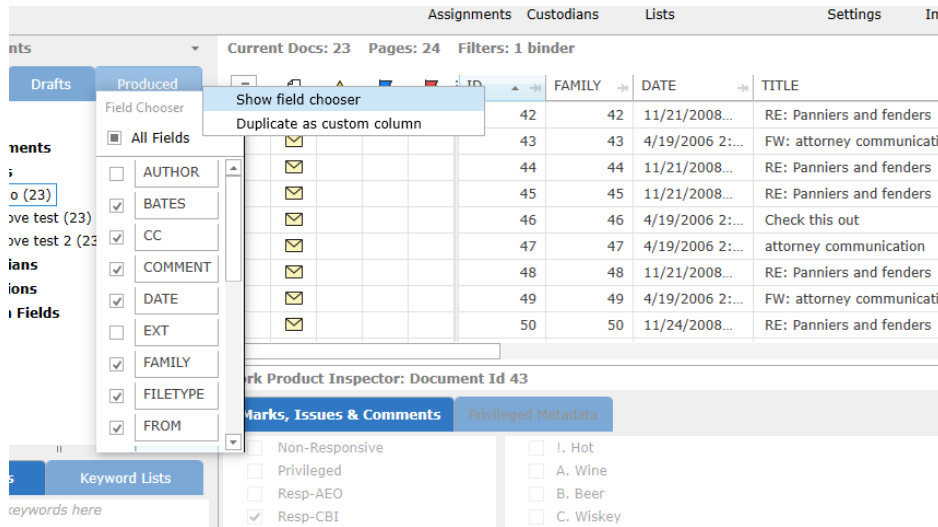 Assignments Custodians Lists Settings In
nts
Current Docs: 23 Pages: 24 Filters: 1 binder
Drafts Produced
ID FAMILY DATE TITLE
Show field chooser
Duplicate as custom column
Field Chooser
All Fields
AUTHOR
BATES
CC
COMMENT
DATE
EXT
FAMILY
FILETYPE
FROM
ments
s
o (23)
ove test (23)
ove test 2 (23
ians
ions
n Fields
42 42 11/21/2008... RE: Panniers and fenders
43 43 4/19/2006 2:... FW: attorney communicati
44 44 11/21/2008... RE: Panniers and fenders
45 45 11/21/2008... RE: Panniers and fenders
46 46 4/19/2006 2:... Check this out
47 47 4/19/2006 2:... attorney communication
48 48 11/21/2008... RE: Panniers and fenders
49 49 4/19/2006 2:... FW: attorney communicati
50 50 11/24/2008... RE: Panniers and fenders
ork Product Inspector: Document Id 43
Marks, Issues & Comments Privileged Metadata
Non-Responsive !. Hot
Privileged A. Wine
Resp-AEO B. Beer
Resp-CBI C. Wiskey
s Keyword Lists
keywords here